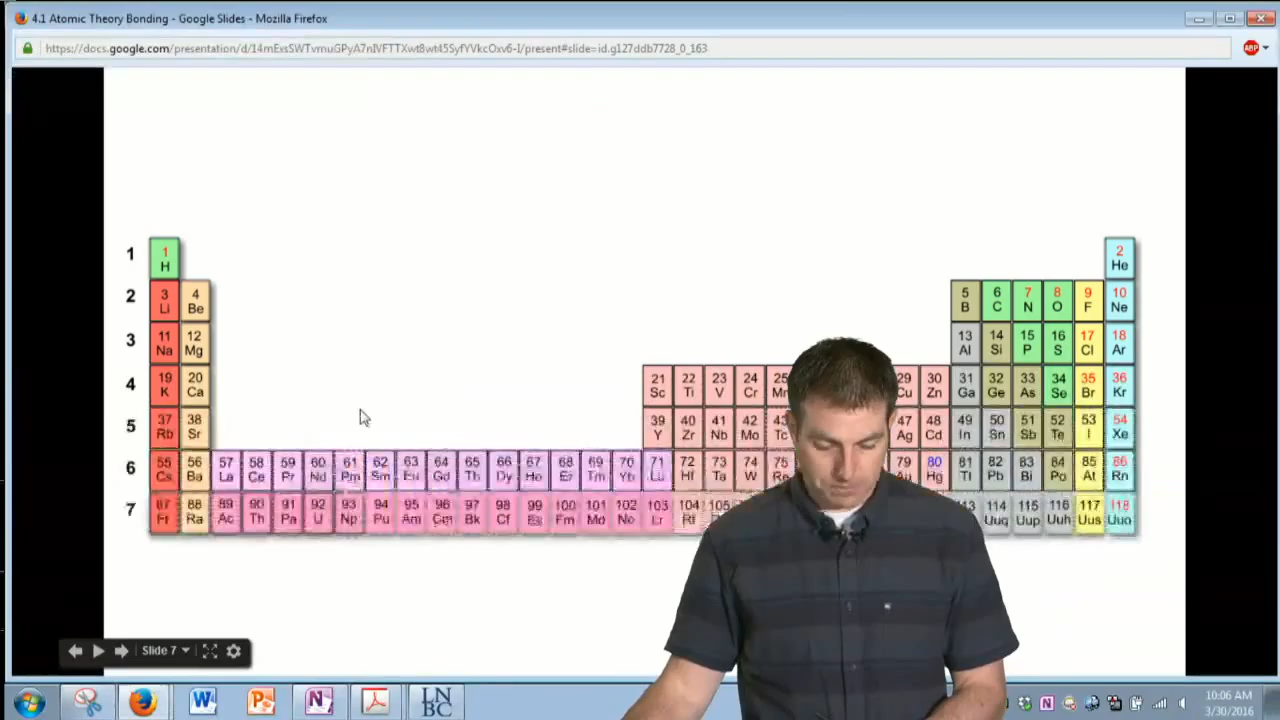 4.1 Atomic Theory Bonding - Google Slides - Mozilla Firefox
ABP
1 1 2
H He
2 3 4 5 6 7 8 9 10
Li Be B C N O F Ne
3 11 12 13 14 15 16 17 18
Na Mg Al Si P S Cl Ar
4 19 20 21 22 23 24 25 29 30 31 32 33 34 35 36
K Ca Sc Ti V Cr Cu Zn Ga Ge As Se Br Kr
5 37 38 39 40 41 42 47 48 49 50 51 52 53 54
Rb Sr Y Zr Nb Mo Ag Cd In Sn Sb Te I Xe
6 55 56 57 58 59 60 61 62 63 64 65 66 67 68 69 70 71 72 73 74 75 79 80 81 82 83 84 85 86
Cs Ba La Ce Pr Nd Pm Sm Eu Gd Tb Dy Ho Er Tm Yb Lu Hf Ta W Au Hg Tl Pb Bi Po At Rn
7 87 88 89 90 91 92 93 94 95 96 97 98 99 100 101 102 103 104 105 114 115 116 117 118
Fr Ra Ac Th Pa U Np Pu Am Cm Bk Cf Es Fm Md No Lr Rf Uuq Uup Uuh Uus Uuo
Slide 7
LN
BC
10:06 AM
3/30/2016